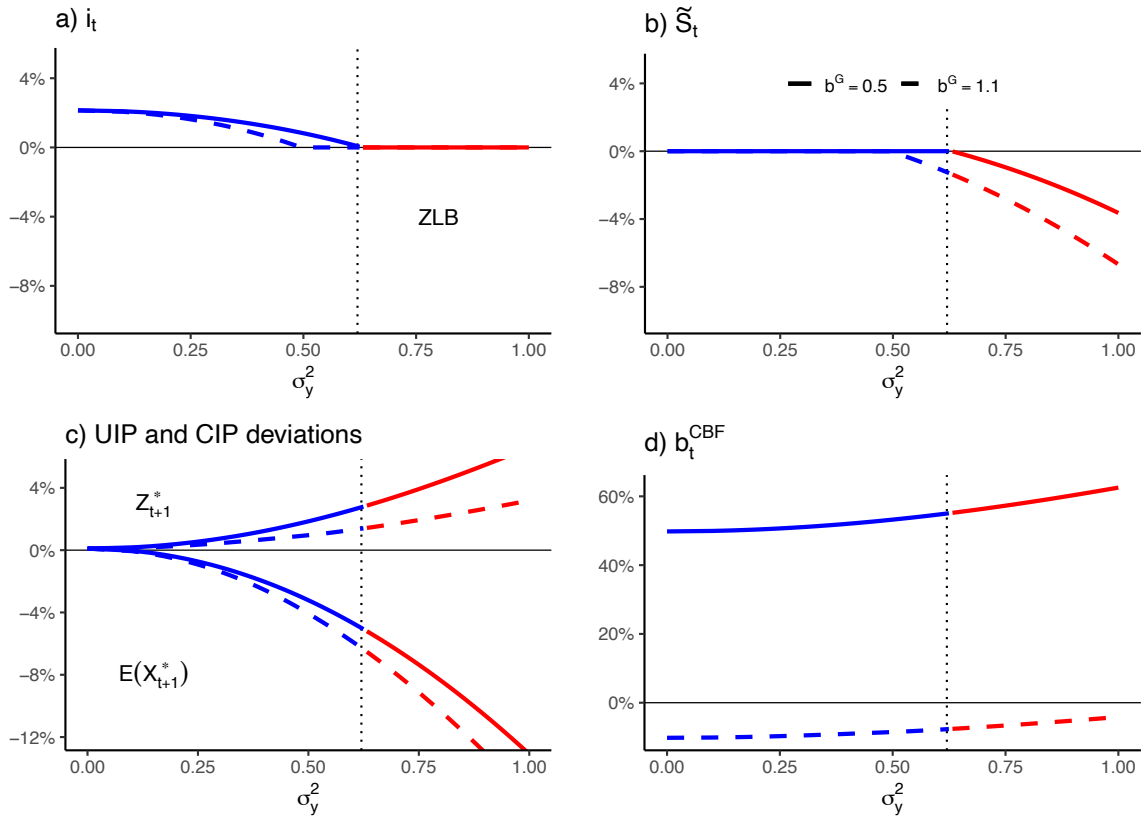 a) iₜ
4%
0%
−4%
−8%
ZLB
0.00 0.25 0.50 0.75 1.00
σ_y^2
b) S̃ₜ
4%
0%
−4%
−8%
b^G = 0.5 b^G = 1.1
0.00 0.25 0.50 0.75 1.00
σ_y^2
c) UIP and CIP deviations
4%
0%
−4%
−8%
−12%
Z_{t+1}^*
E(X_{t+1}^*)
0.00 0.25 0.50 0.75 1.00
σ_y^2
d) b_t^{CBF}
60%
40%
20%
0%
0.00 0.25 0.50 0.75 1.00
σ_y^2